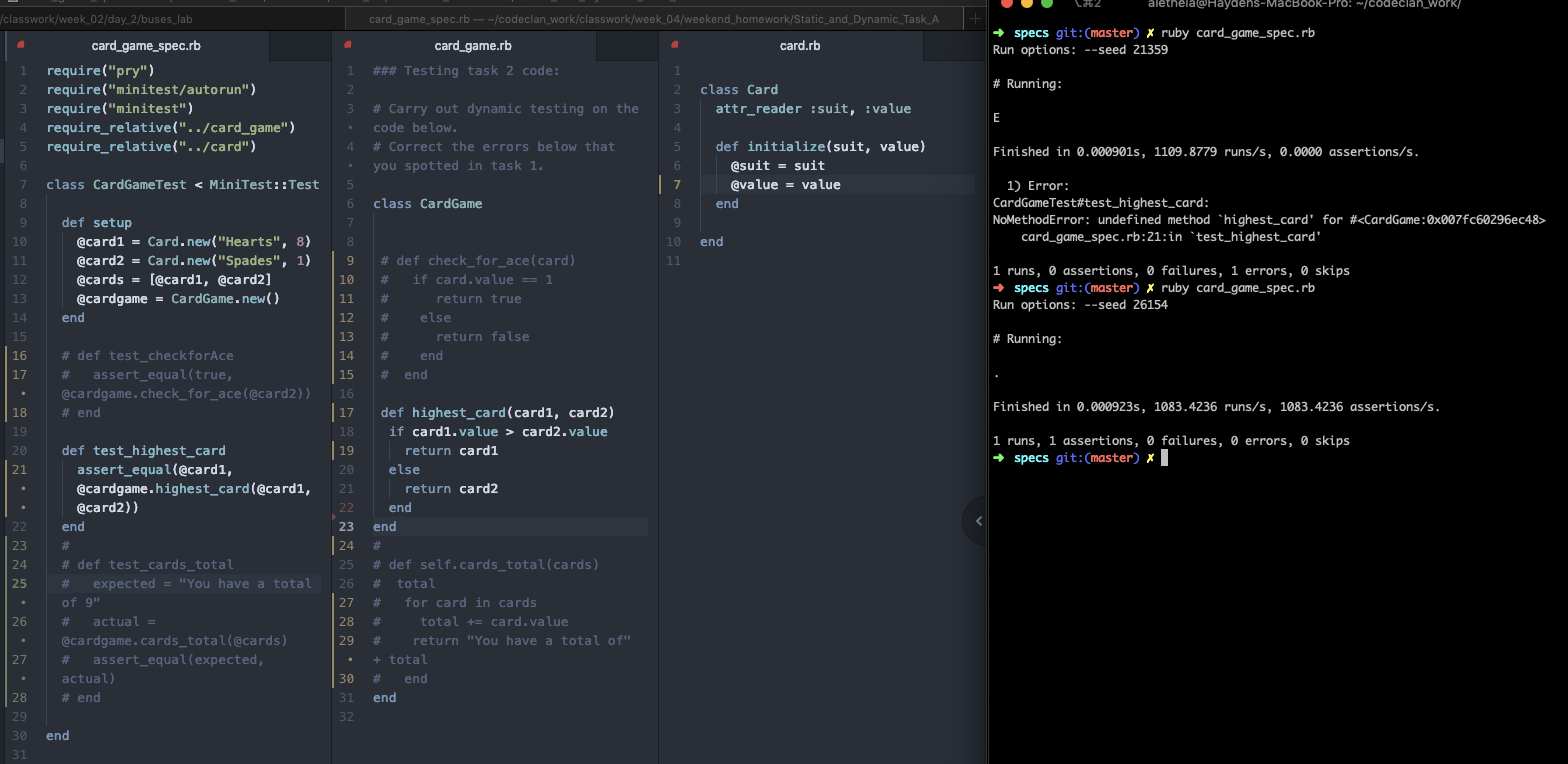 /classwork/week_02/day_2/buses_lab
card_game_spec.rb — ~/codeclan_work/classwork/week_04/weekend_homework/Static_and_Dynamic_Task_A
card_game_spec.rb
1 require("pry")
2 require("minitest/autorun")
3 require("minitest")
4 require_relative("../card_game")
5 require_relative("../card")
6
7 class CardGameTest < MiniTest::Test
8
9 def setup
10 @card1 = Card.new("Hearts", 8)
11 @card2 = Card.new("Spades", 1)
12 @cards = [@card1, @card2]
13 @cardgame = CardGame.new()
14 end
15
16 # def test_checkforAce
17 #   assert_equal(true,
• @cardgame.check_for_ace(@card2))
18 # end
19
20 def test_highest_card
21 assert_equal(@card1,
• @cardgame.highest_card(@card1,
• @card2))
22 end
23 #
24 # def test_cards_total
25 #   expected = "You have a total
• of 9"
26 #   actual =
• @cardgame.cards_total(@cards)
27 #   assert_equal(expected,
• actual)
28 # end
29
30 end
31
card_game.rb
1 ### Testing task 2 code:
2
3 # Carry out dynamic testing on the
• code below.
4 # Correct the errors below that
• you spotted in task 1.
5
6 class CardGame
7
8
9 # def check_for_ace(card)
10 #   if card.value == 1
11 #      return true
12 #    else
13 #      return false
14 #    end
15 #  end
16
17 def highest_card(card1, card2)
18 if card1.value > card2.value
19 return card1
20 else
21 return card2
22 end
23 end
24 #
25 # def self.cards_total(cards)
26 #  total
27 #   for card in cards
28 #     total += card.value
29 #    return "You have a total of"
• + total
30 #   end
31 end
32
card.rb
1
2 class Card
3 attr_reader :suit, :value
4
5 def initialize(suit, value)
6 @suit = suit
7 @value = value
8 end
9
10 end
11
⌥⌘2 aletheia@Haydens-MacBook-Pro: ~/codeclan_work/
➜ specs git:(master) ✗ ruby card_game_spec.rb
Run options: --seed 21359
# Running:
E
Finished in 0.000901s, 1109.8779 runs/s, 0.0000 assertions/s.
1) Error:
CardGameTest#test_highest_card:
NoMethodError: undefined method `highest_card' for #<CardGame:0x007fc60296ec48>
card_game_spec.rb:21:in `test_highest_card'
1 runs, 0 assertions, 0 failures, 1 errors, 0 skips
➜ specs git:(master) ✗ ruby card_game_spec.rb
Run options: --seed 26154
# Running:
.
Finished in 0.000923s, 1083.4236 runs/s, 1083.4236 assertions/s.
1 runs, 1 assertions, 0 failures, 0 errors, 0 skips
➜ specs git:(master) ✗